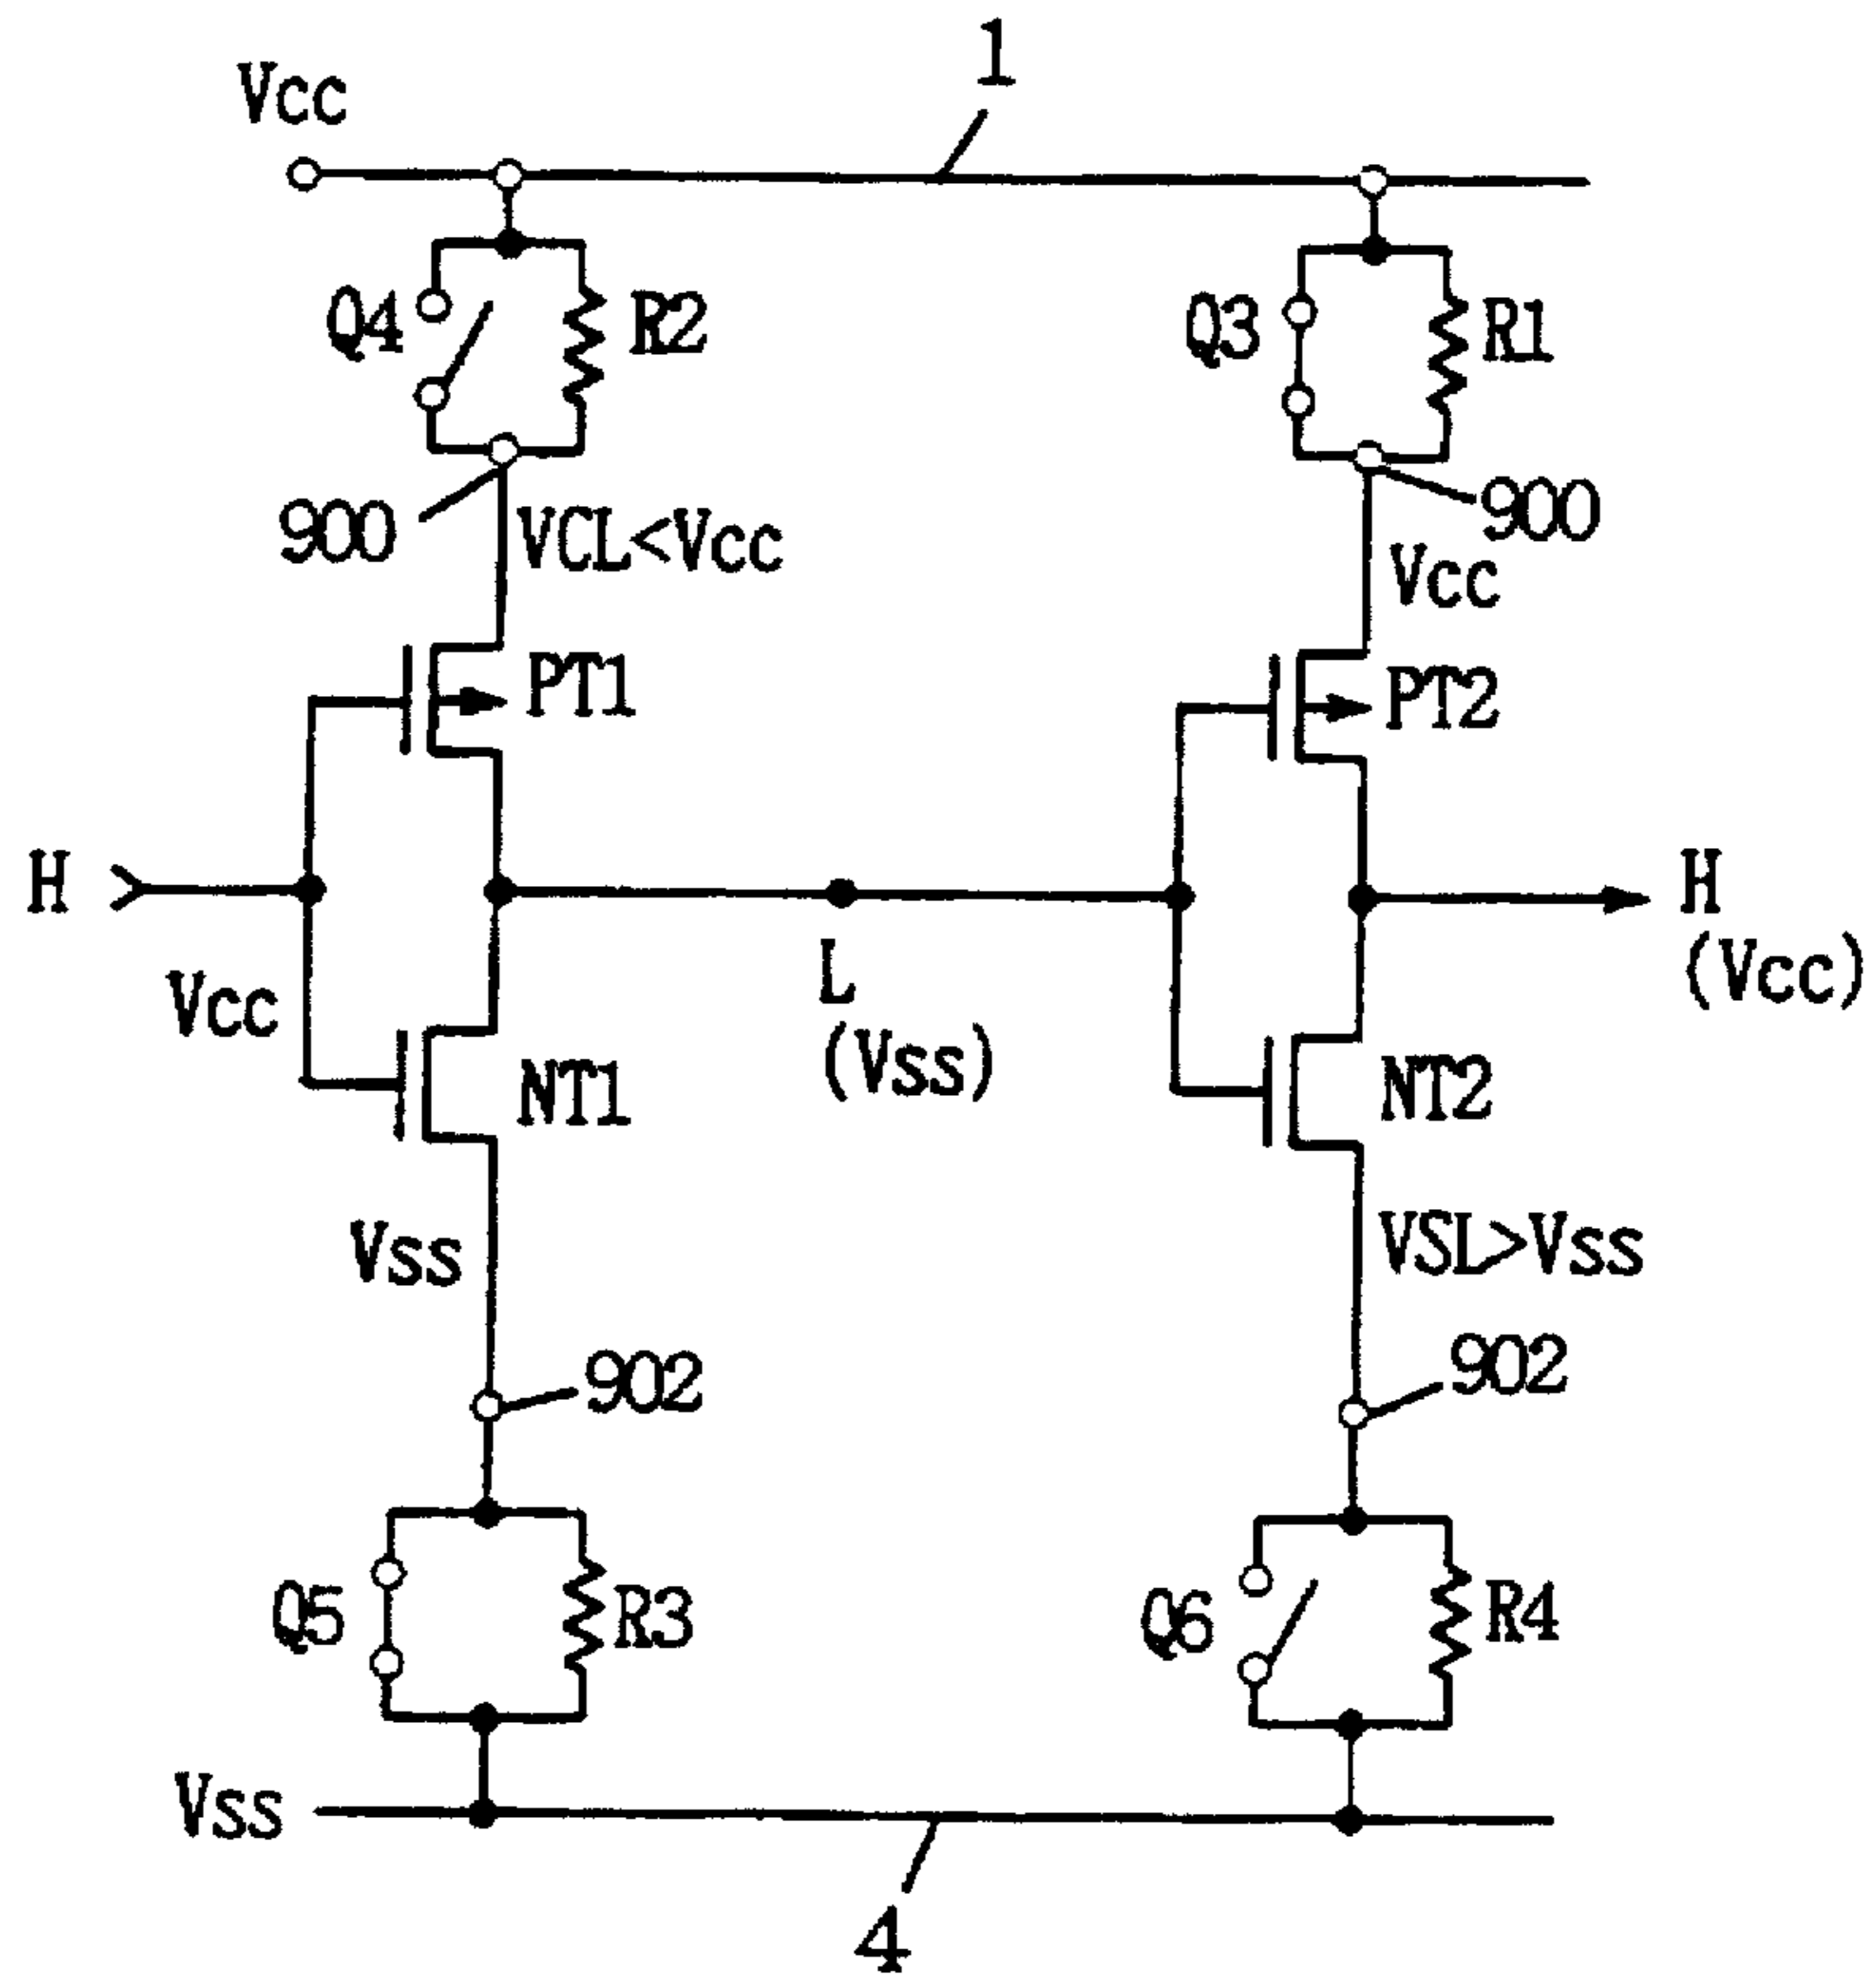 1
Vcc
Q4
R2
Q3
R1
900
VCL<Vcc
900
Vcc
PT1
PT2
H
H
(Vcc)
Vcc
L
(Vss)
NT1
NT2
Vss
VSL>Vss
902
902
Q5
R3
Q6
R4
Vss
4